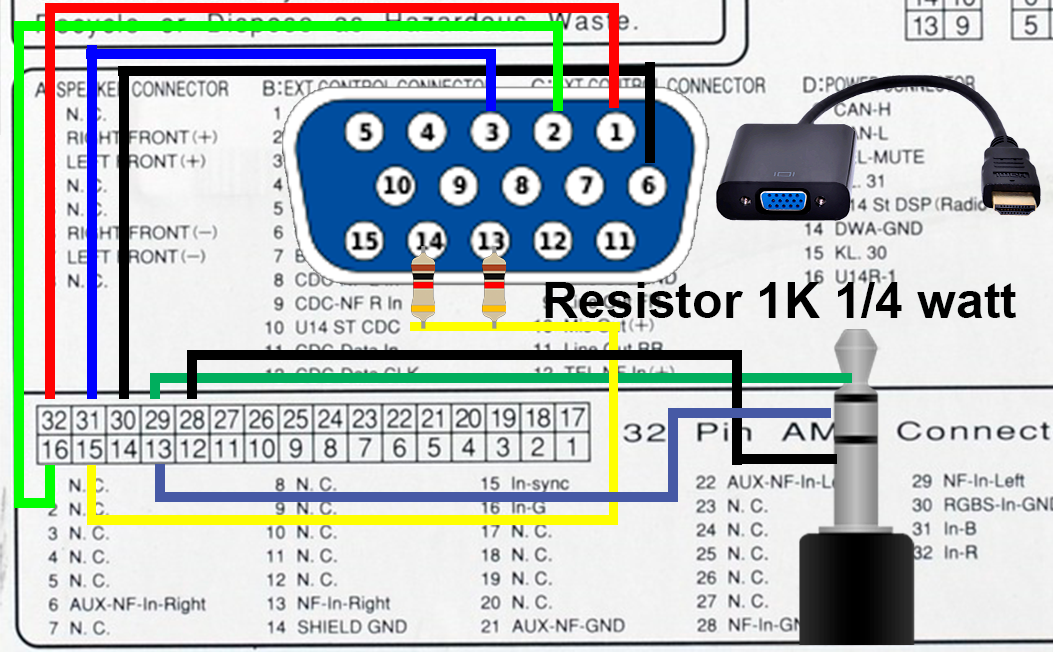 Recycle or Dispose as Hazardous Waste.
14 10
13 9
5
SPEAKER CONNECTOR
N. C.
RIGHT FRONT(+)
LEFT FRONT(+)
N. C.
N. C.
RIGHT FRONT(-)
LEFT FRONT(-)
N. C.
B:EXT CONTROL CONNECTOR
1
2
3
4
5
6
7
8 CDC
9 CDC-NF R In
10 U14 ST CDC
11 CDC Data In
12 CDC Data CLK
CONTROL CONNECTOR
11 Line Out RR
12 TEL NF In(+)
D:POWER CONNECTOR
CAN-H
CAN-L
TEL-MUTE
KL. 31
U14 St DSP (Radio
14 DWA-GND
15 KL. 30
16 U14R-1
5 4 3 2 1
10 9 8 7 6
15 14 13 12 11
Resistor 1K 1/4 watt
32 31 30 29 28 27 26 25 24 23 22 21 20 19 18 17
16 15 14 13 12 11 10 9 8 7 6 5 4 3 2 1
32 Pin AM Connect
N. C.
2 N. C.
3 N. C.
4 N. C.
5 N. C.
6 AUX-NF-In-Right
7 N. C.
8 N. C.
9 N. C.
10 N. C.
11 N. C.
12 N. C.
13 NF-In-Right
14 SHIELD GND
15 In-sync
16 In-G
17 N. C.
18 N. C.
19 N. C.
20 N. C.
21 AUX-NF-GND
22 AUX-NF-In-Le
23 N. C.
24 N. C.
25 N. C.
26 N. C.
27 N. C.
28 NF-In-GN
29 NF-In-Left
30 RGBS-In-GND
31 In-B
32 In-R